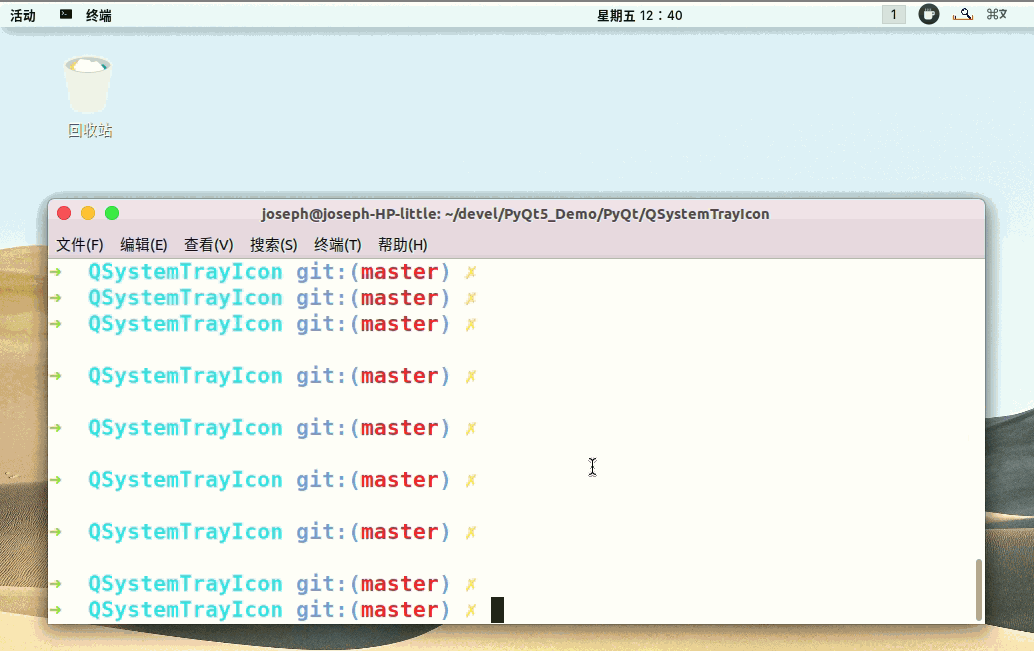 活动 终端 星期五 12：40 1 ⌘文
回收站
joseph@joseph-HP-little: ~/devel/PyQt5_Demo/PyQt/QSystemTrayIcon
文件(F) 编辑(E) 查看(V) 搜索(S) 终端(T) 帮助(H)
→ QSystemTrayIcon git:(master) ✗
→ QSystemTrayIcon git:(master) ✗
→ QSystemTrayIcon git:(master) ✗
→ QSystemTrayIcon git:(master) ✗
→ QSystemTrayIcon git:(master) ✗
→ QSystemTrayIcon git:(master) ✗
→ QSystemTrayIcon git:(master) ✗
→ QSystemTrayIcon git:(master) ✗
→ QSystemTrayIcon git:(master) ✗